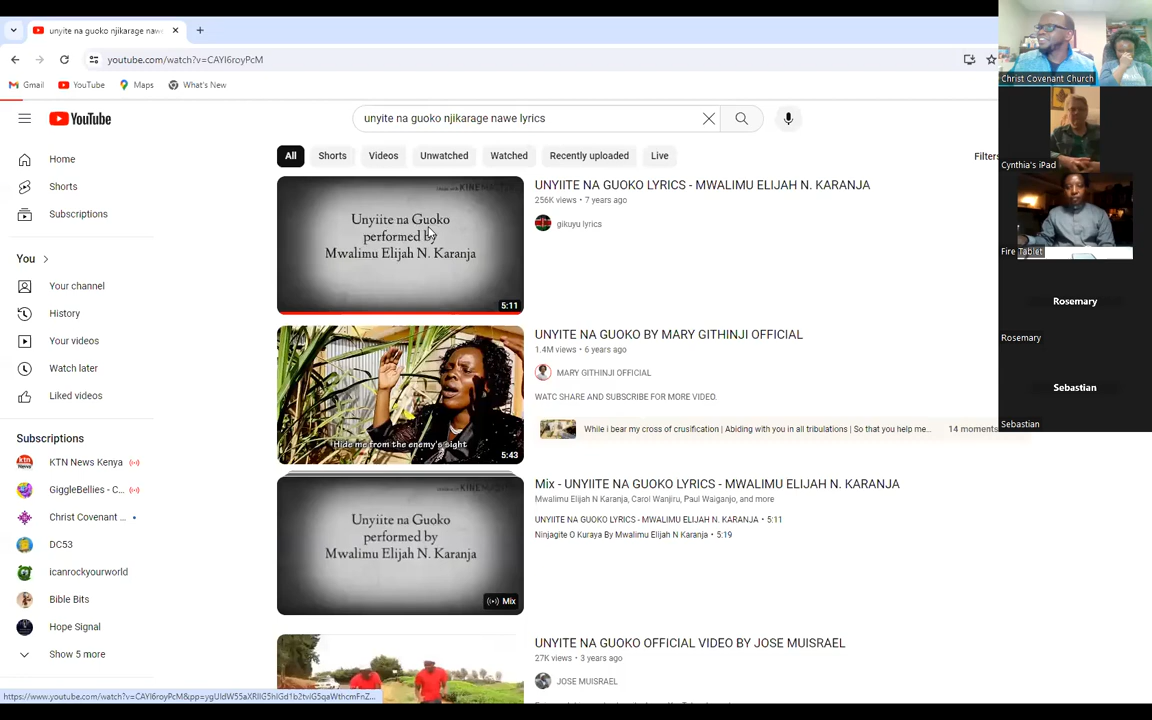 unyite na guoko njikarage naw
youtube.com/watch?v=CAYl6royPcM
Gmail
YouTube
Maps
What's New
YouTube
unyite na guoko njikarage nawe lyrics
All
Shorts
Videos
Unwatched
Watched
Recently uploaded
Live
Filters
Home
Shorts
Subscriptions
You
Your channel
History
Your videos
Watch later
Liked videos
Subscriptions
KTN News Kenya
GiggleBellies - C...
Christ Covenant ...
DC53
icanrockyourworld
Bible Bits
Hope Signal
Show 5 more
Unyiite na Guoko
performed by
Mwalimu Elijah N. Karanja
5:11
UNYIITE NA GUOKO LYRICS - MWALIMU ELIJAH N. KARANJA
256K views • 7 years ago
gikuyu lyrics
Hide me from the enemy's sight
5:43
UNYITE NA GUOKO BY MARY GITHINJI OFFICIAL
1.4M views • 6 years ago
MARY GITHINJI OFFICIAL
WATC SHARE AND SUBSCRIBE FOR MORE VIDEO.
While i bear my cross of crusification | Abiding with you in all tribulations | So that you help me...
14 moments
Unyiite na Guoko
performed by
Mwalimu Elijah N. Karanja
Mix
Mix - UNYIITE NA GUOKO LYRICS - MWALIMU ELIJAH N. KARANJA
Mwalimu Elijah N Karanja, Carol Wanjiru, Paul Waiganjo, and more
UNYIITE NA GUOKO LYRICS - MWALIMU ELIJAH N. KARANJA • 5:11
Ninjagite O Kuraya By Mwalimu Elijah N Karanja • 5:19
UNYITE NA GUOKO OFFICIAL VIDEO BY JOSE MUISRAEL
27K views • 3 years ago
JOSE MUISRAEL
Christ Covenant Church
Cynthia's iPad
Fire Tablet
Rosemary
Rosemary
Sebastian
Sebastian